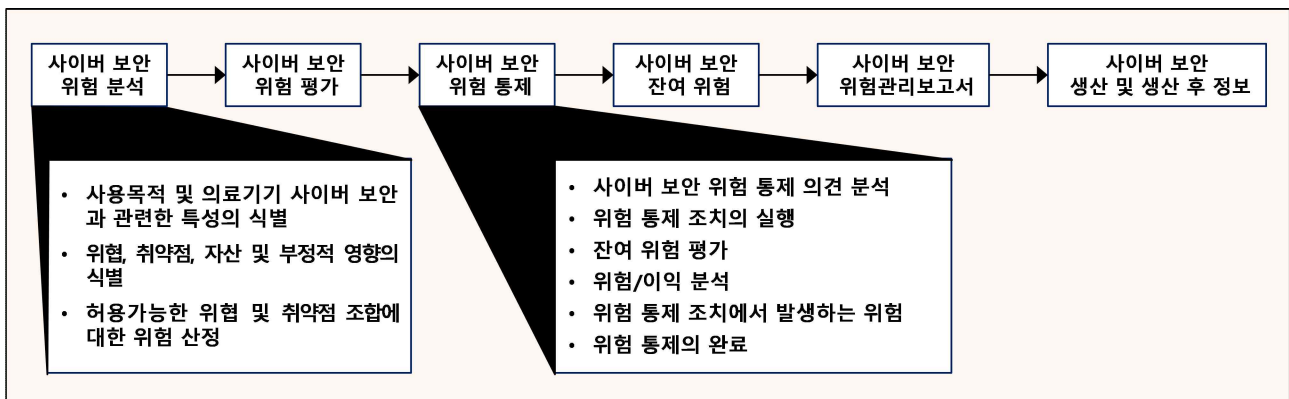 사이버 보안
위험 분석
사이버 보안
위험 평가
사이버 보안
위험 통제
사이버 보안
잔여 위험
사이버 보안
위험관리보고서
사이버 보안
생산 및 생산 후 정보
• 사용목적 및 의료기기 사이버 보안
과 관련한 특성의 식별
• 위협, 취약점, 자산 및 부정적 영향의
식별
• 허용가능한 위협 및 취약점 조합에
대한 위험 산정
• 사이버 보안 위험 통제 의견 분석
• 위험 통제 조치의 실행
• 잔여 위험 평가
• 위험/이익 분석
• 위험 통제 조치에서 발생하는 위험
• 위험 통제의 완료